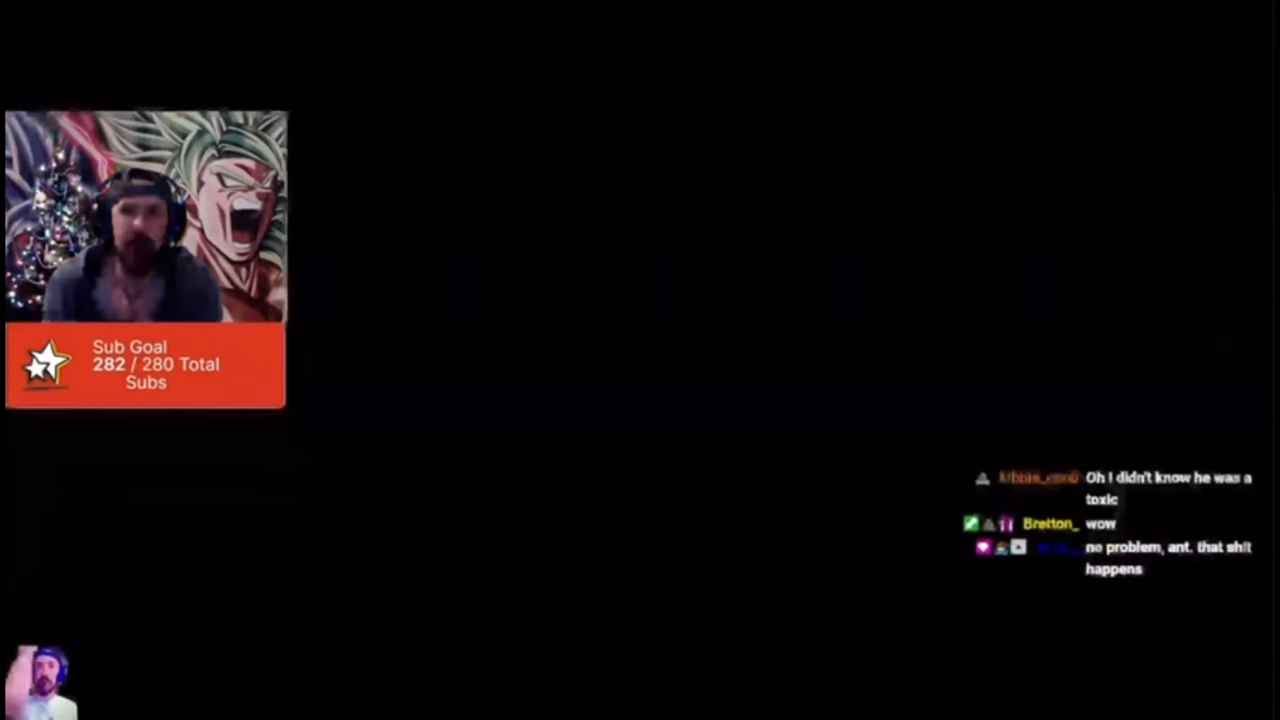 Sub Goal
282 / 280 Total
Subs
Oh I didn't know he was a
toxic
Bretton_ wow
no problem, ant. that shit
happens